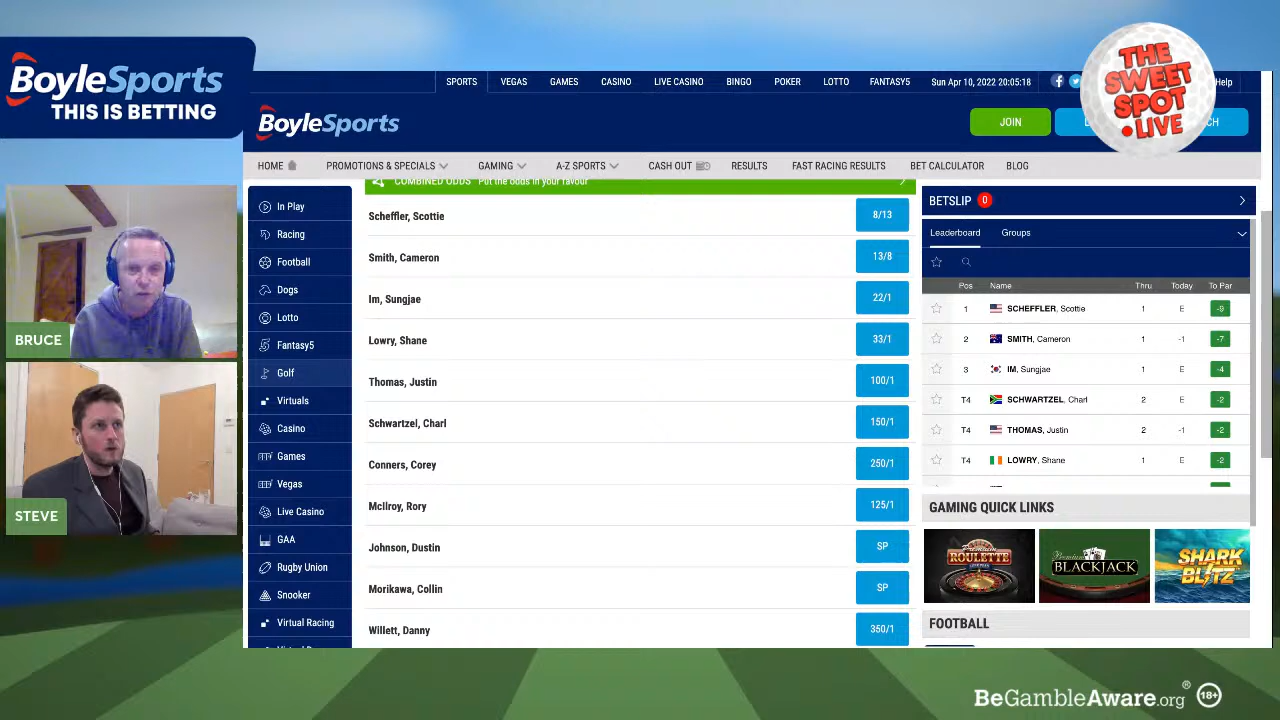 BoyleSports
THIS IS BETTING
THE
SWEET
SPOT
.LIVE
SPORTS VEGAS GAMES CASINO LIVE CASINO BINGO POKER LOTTO FANTASY5 Sun Apr 10, 2022 20:05:18 Help
BoyleSports
JOIN
HOME PROMOTIONS & SPECIALS GAMING A-Z SPORTS CASH OUT RESULTS FAST RACING RESULTS BET CALCULATOR BLOG
In Play
Racing
Football
Dogs
Lotto
Fantasy5
Golf
Virtuals
Casino
Games
Vegas
Live Casino
GAA
Rugby Union
Snooker
Virtual Racing
COMBINED ODDS Put the odds in your favour
Scheffler, Scottie 8/13
Smith, Cameron 13/8
Im, Sungjae 22/1
Lowry, Shane 33/1
Thomas, Justin 100/1
Schwartzel, Charl 150/1
Conners, Corey 250/1
McIlroy, Rory 125/1
Johnson, Dustin SP
Morikawa, Collin SP
Willett, Danny 350/1
BETSLIP 0
Leaderboard Groups
Pos Name Thru Today To Par
1 SCHEFFLER, Scottie 1 E -9
2 SMITH, Cameron 1 -1 -7
3 IM, Sungjae 1 E -4
T4 SCHWARTZEL, Charl 2 E -2
T4 THOMAS, Justin 2 -1 -2
T4 LOWRY, Shane 1 E -2
GAMING QUICK LINKS
Premium
ROULETTE
Premium
BLACKJACK
SHARK
BLITZ
FOOTBALL
BRUCE
STEVE
BeGambleAware.org® 18+